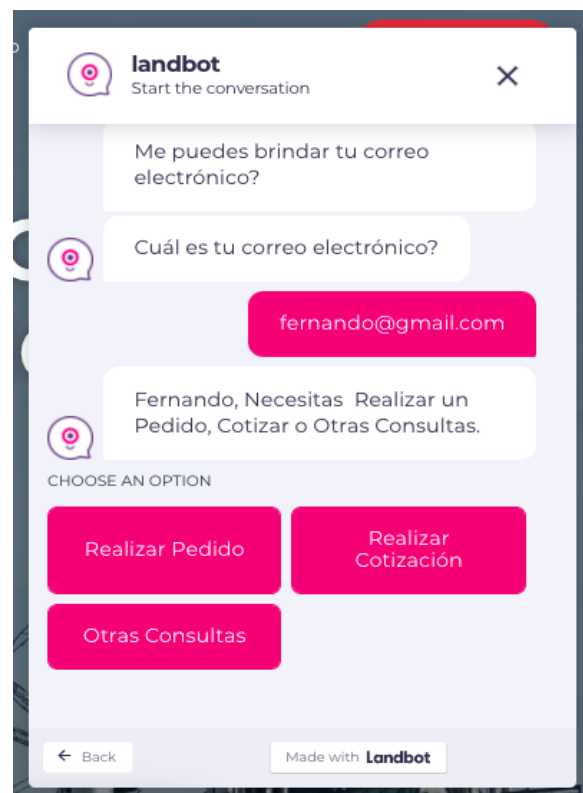 landbot
Start the conversation
Me puedes brindar tu correo
electrónico?
Cuál es tu correo electrónico?
fernando@gmail.com
Fernando, Necesitas  Realizar un
Pedido, Cotizar o Otras Consultas.
CHOOSE AN OPTION
Realizar Pedido
Realizar
Cotización
Otras Consultas
Back
Made with Landbot